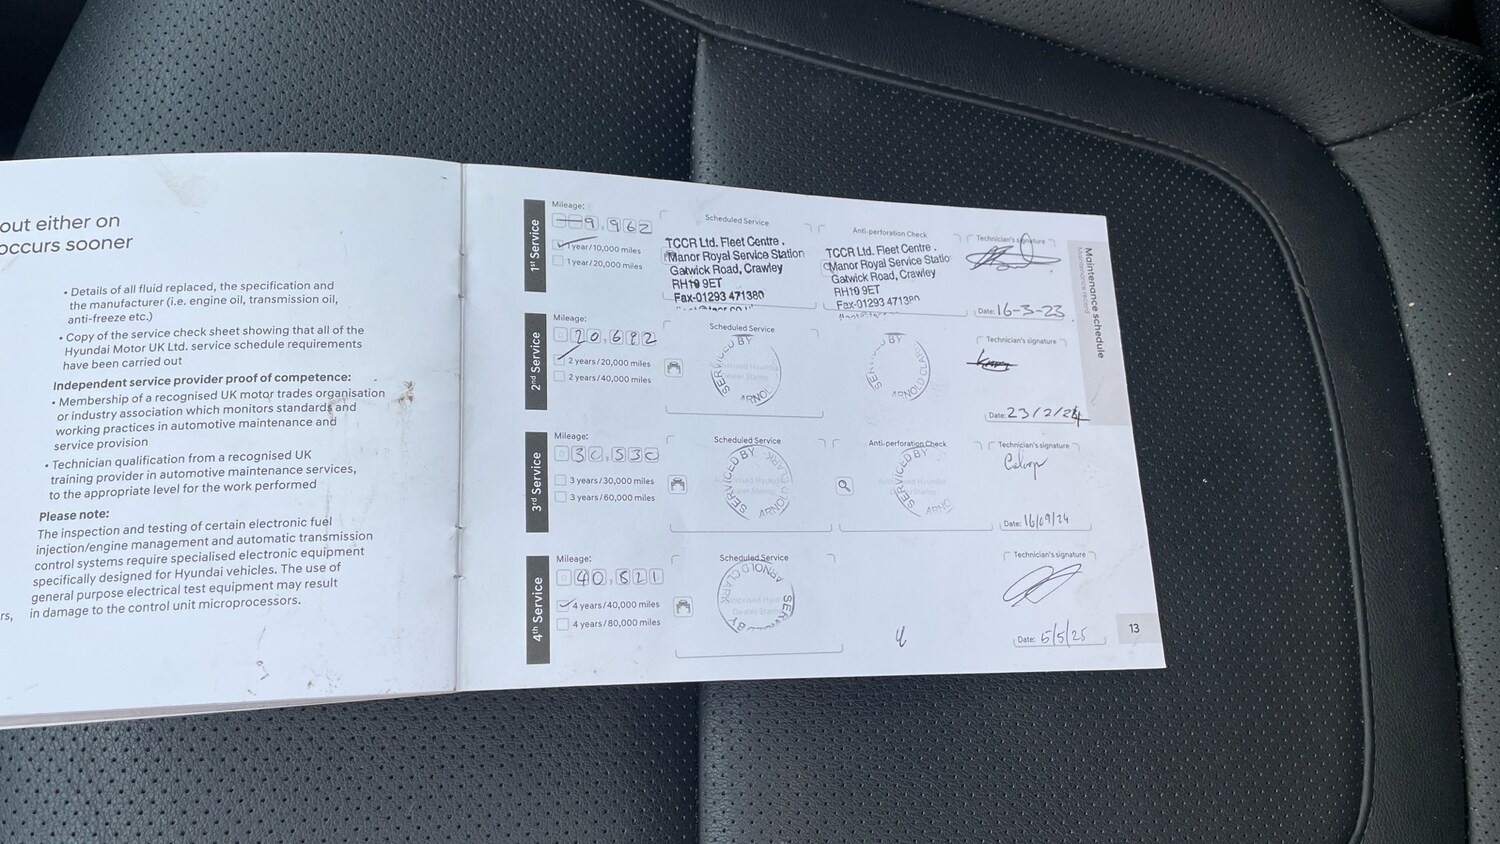 out either on
occurs sooner
• Details of all fluid replaced, the specification and
the manufacturer (i.e. engine oil, transmission oil,
anti-freeze etc.)
• Copy of the service check sheet showing that all of the
Hyundai Motor UK Ltd. service schedule requirements
have been carried out
Independent service provider proof of competence:
• Membership of a recognised UK motor trades organisation
or industry association which monitors standards and
working practices in automotive maintenance and
service provision
• Technician qualification from a recognised UK
training provider in automotive maintenance services,
to the appropriate level for the work performed
Please note:
The inspection and testing of certain electronic fuel
injection/engine management and automatic transmission
control systems require specialised electronic equipment
specifically designed for Hyundai vehicles. The use of
general purpose electrical test equipment may result
in damage to the control unit microprocessors.
rs,
Maintenance schedule
Maintenance record
1st Service
Mileage:
9,962
1 year/10,000 miles
1 year/20,000 miles
Scheduled Service
TCCR Ltd. Fleet Centre.
Manor Royal Service Station
Gatwick Road, Crawley
RH10 9ET
Fax-01293 471380
Anti-perforation Check
TCCR Ltd. Fleet Centre.
Manor Royal Service Statio
Gatwick Road, Crawley
RH10 9ET
Technician's signature
Date: 16-3-23
2nd Service
Mileage:
2 years/20,000 miles
2 years/40,000 miles
Scheduled Service
SERVICED BY
ARNOL
BY
SERVICED
ARNOLD CLARK
Technician's signature
Date: 23/2/24
3rd Service
Mileage:
30,530
3 years/30,000 miles
3 years/60,000 miles
Scheduled Service
SERVICED BY
ARNOLD CLARK
Anti-perforation Check
SERVICED BY
ARNO
Technician's signature
Date: 16/09/24
4th Service
Mileage:
40,521
4 years/40,000 miles
4 years/80,000 miles
Scheduled Service
ARNOLD CLARK
Technician's signature
Date: 5/5/25
13